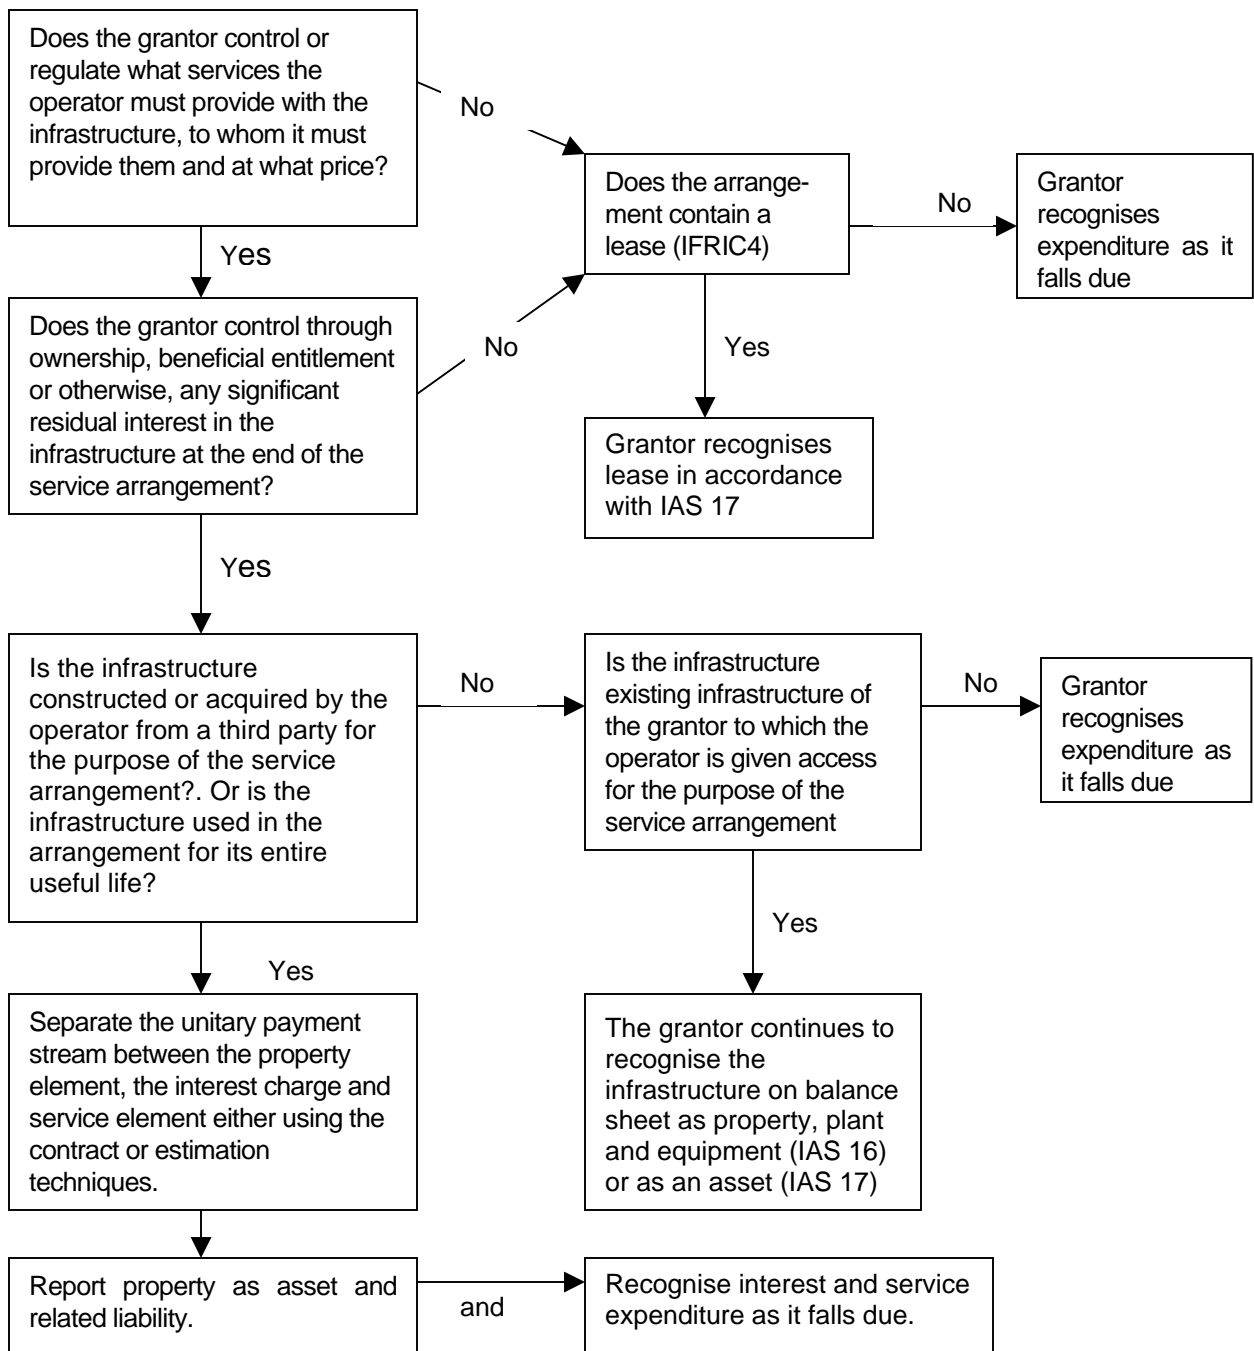 Does the grantor control or
regulate what services the
operator must provide with the
infrastructure, to whom it must
provide them and at what price?
No
Does the arrange-
ment contain a
lease (IFRIC4)
No
Grantor
recognises
expenditure as it
falls due
Yes
Does the grantor control through
ownership, beneficial entitlement
or otherwise, any significant
residual interest in the
infrastructure at the end of the
service arrangement?
No
Yes
Grantor recognises
lease in accordance
with IAS 17
Yes
Is the infrastructure
constructed or acquired by the
operator from a third party for
the purpose of the service
arrangement?. Or is the
infrastructure used in the
arrangement for its entire
useful life?
No
Is the infrastructure
existing infrastructure of
the grantor to which the
operator is given access
for the purpose of the
service arrangement
No
Grantor
recognises
expenditure as
it falls due
Yes
Yes
Separate the unitary payment
stream between the property
element, the interest charge and
service element either using the
contract or estimation
techniques.
The grantor continues to
recognise the
infrastructure on balance
sheet as property, plant
and equipment (IAS 16)
or as an asset (IAS 17)
Report property as asset and
related liability.
and
Recognise interest and service
expenditure as it falls due.